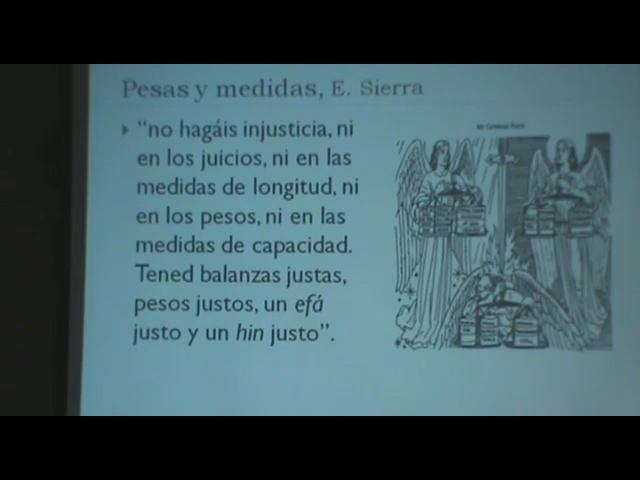 Pesas y medidas, E. Sierra
“no hagáis injusticia, ni
en los juicios, ni en las
medidas de longitud, ni
en los pesos, ni en las
medidas de capacidad.
Tened balanzas justas,
pesos justos, un efá
justo y un hin justo”.